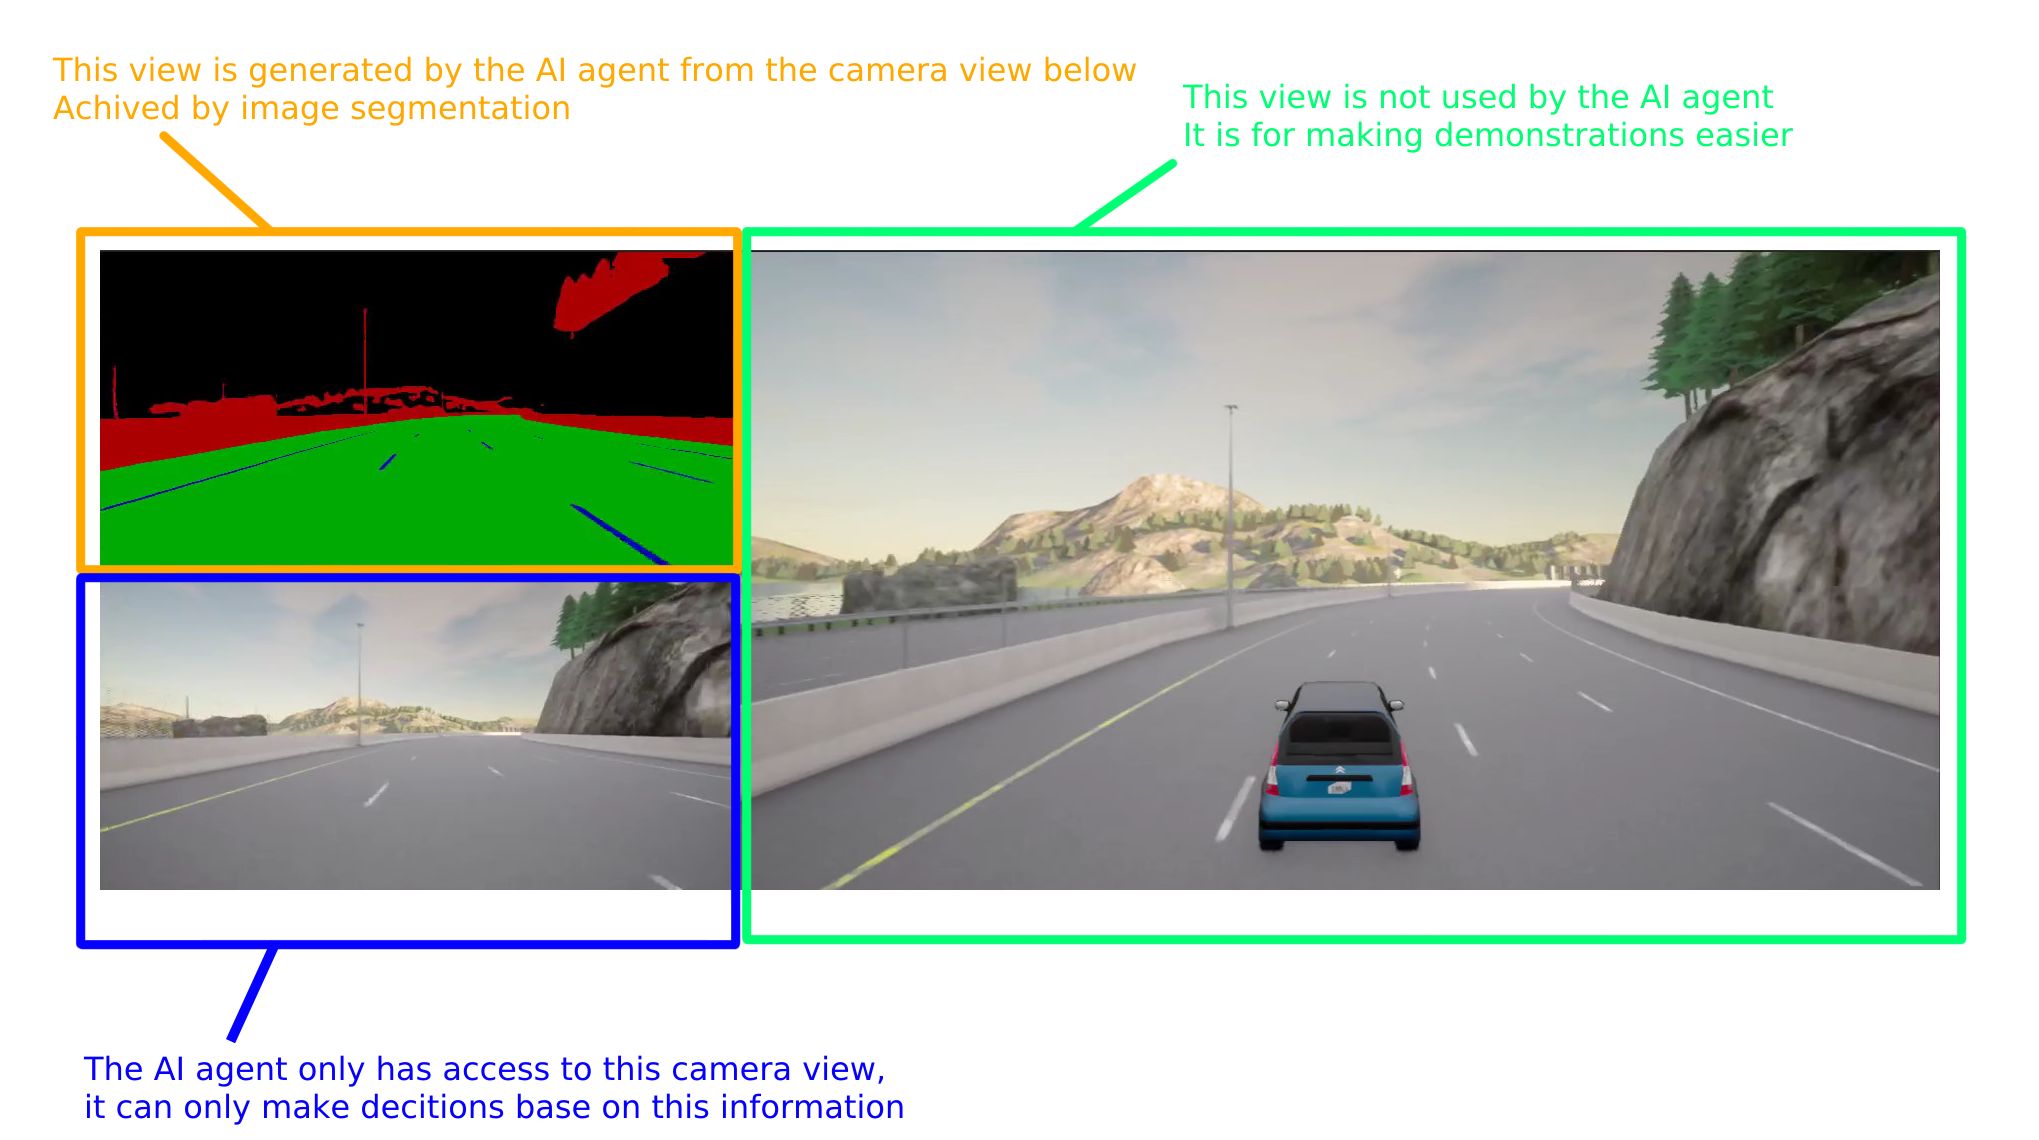 This view is generated by the AI agent from the camera view below
Achived by image segmentation
This view is not used by the AI agent
It is for making demonstrations easier
The AI agent only has access to this camera view,
it can only make decitions base on this information